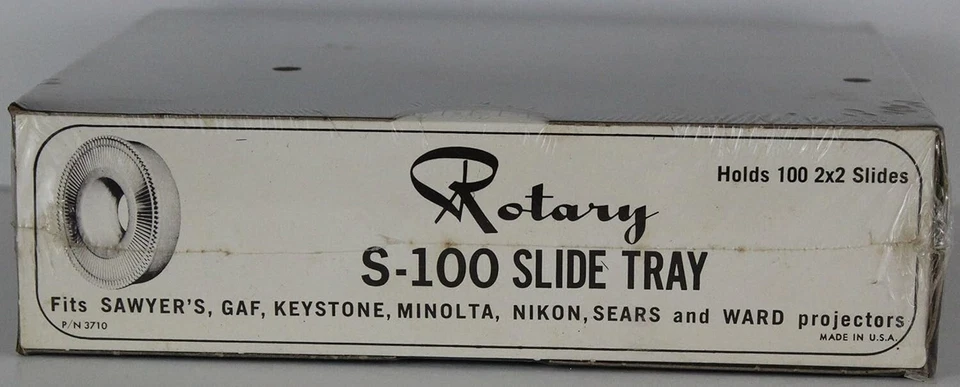 Holds 100 2x2 Slides
Rotary
S-100 SLIDE TRAY
Fits SAWYER'S, GAF, KEYSTONE, MINOLTA, NIKON, SEARS and WARD projectors
P/N 3710
MADE IN U.S.A.